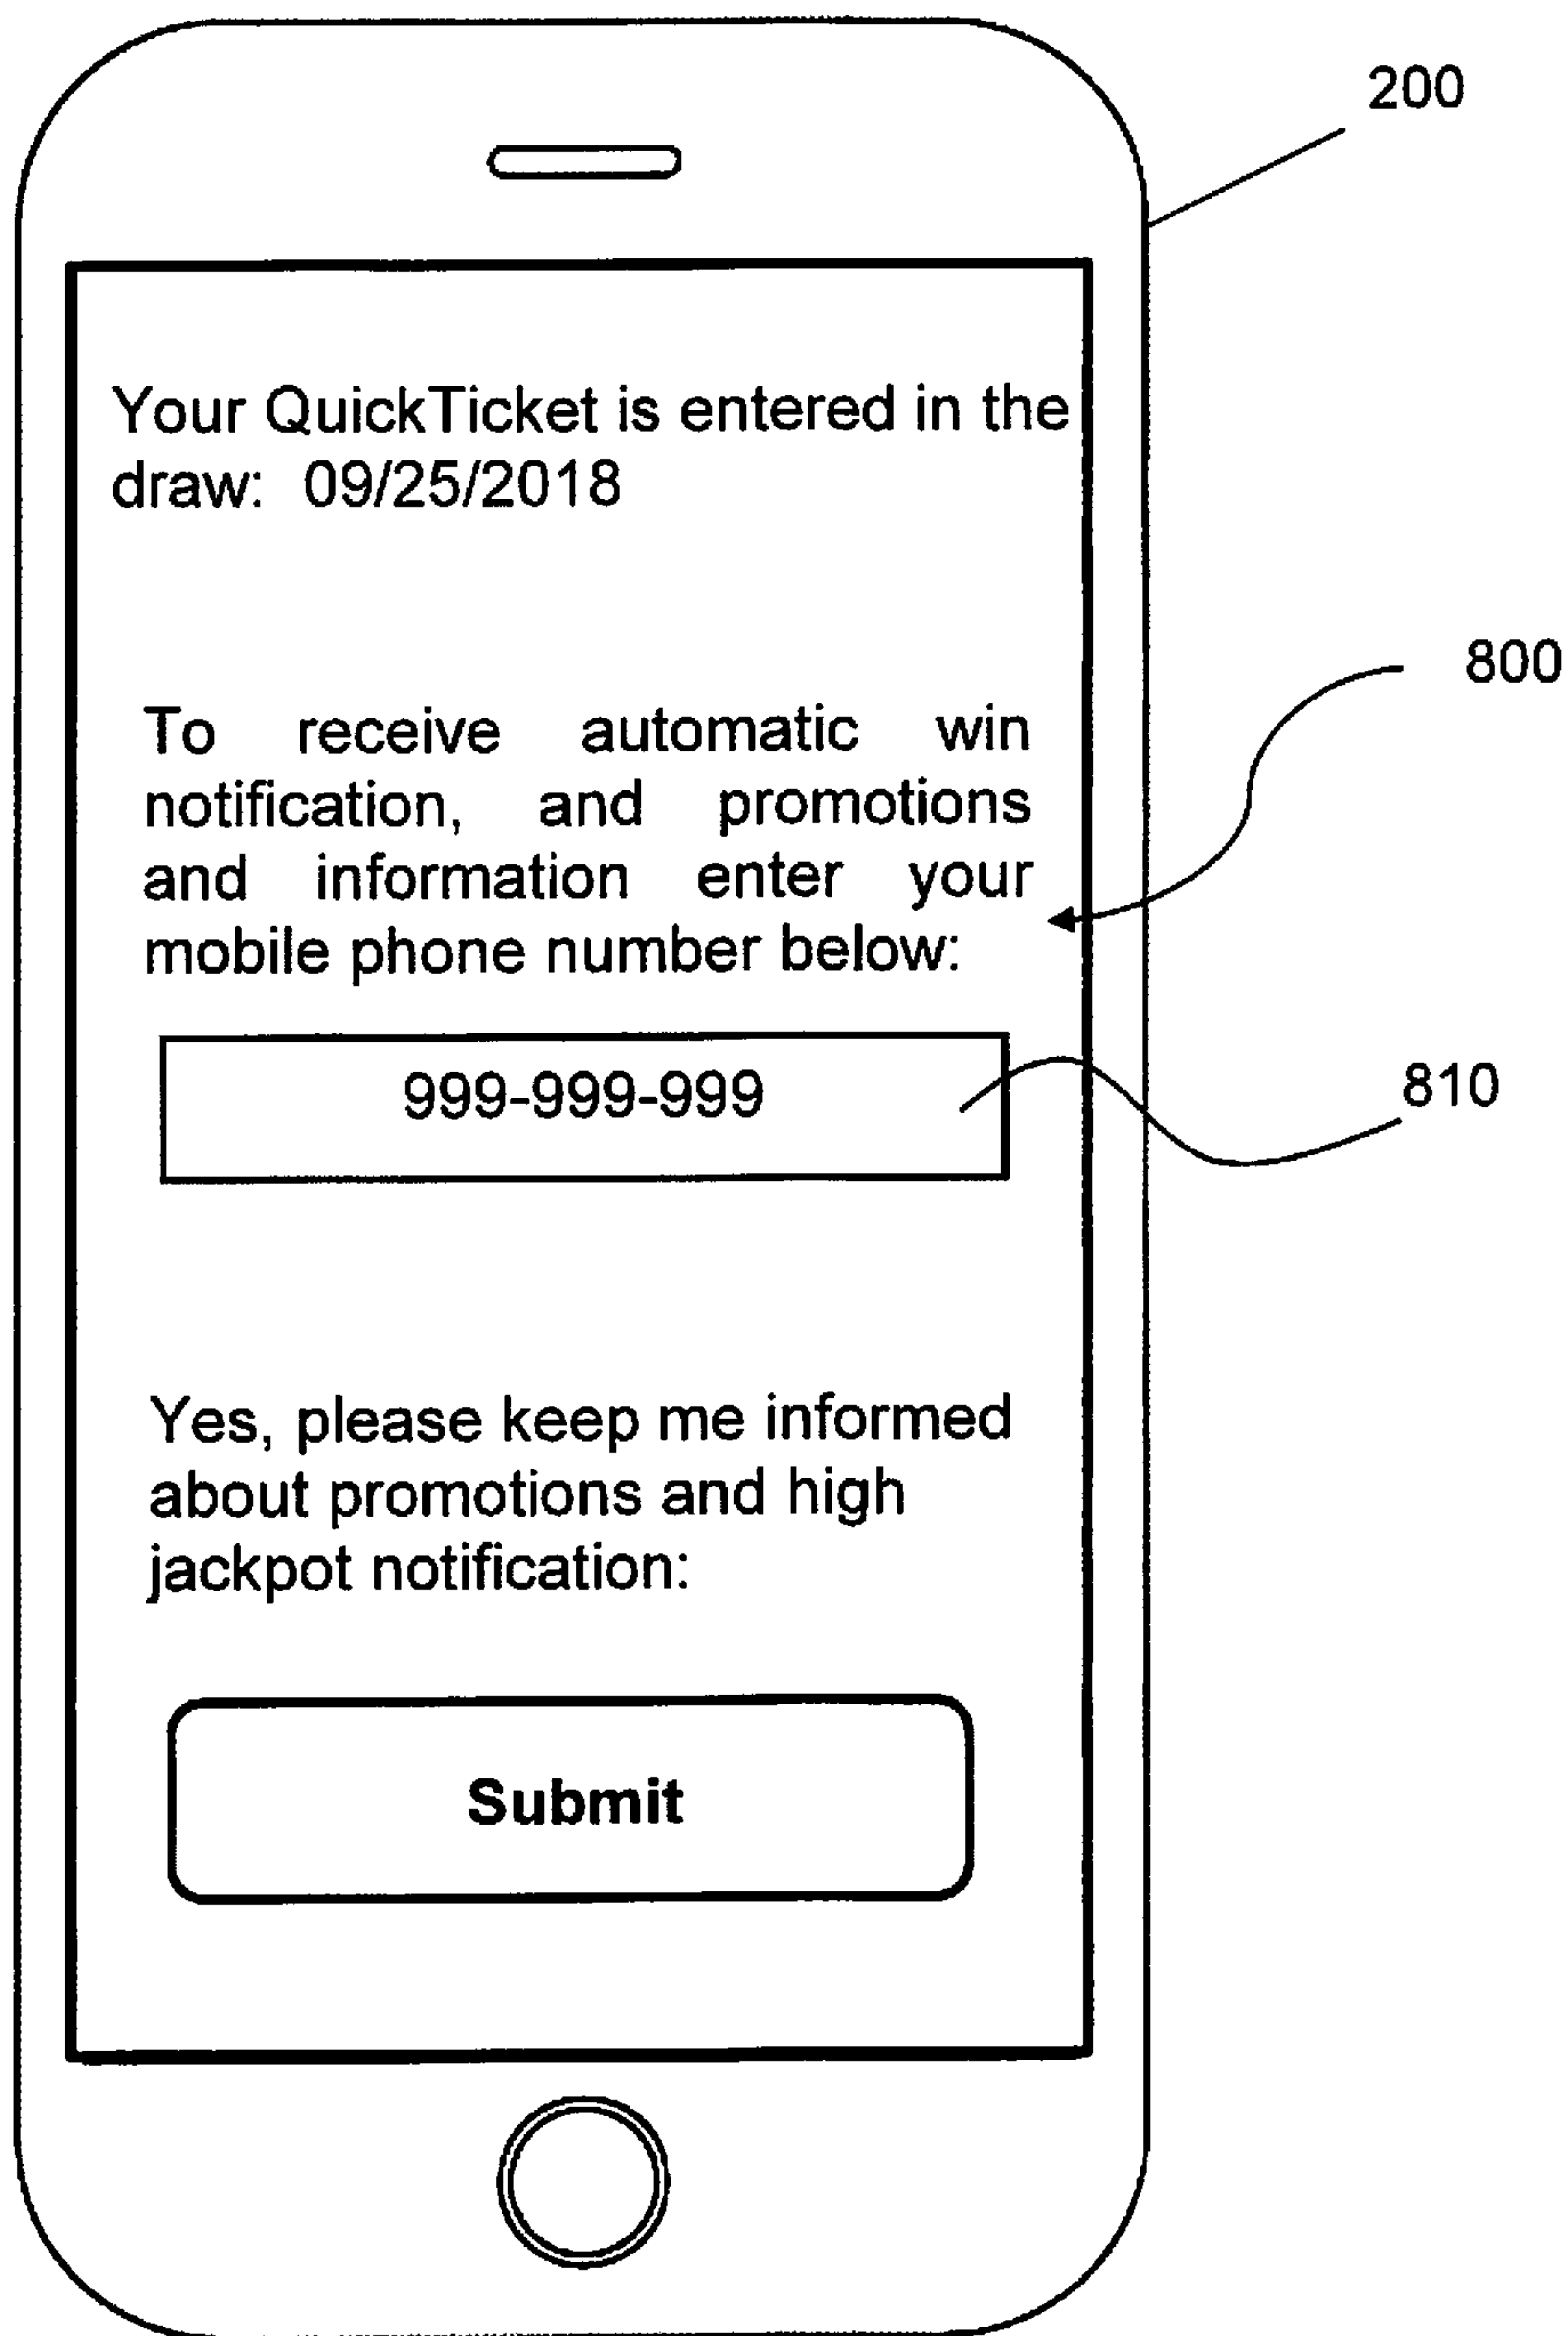 200
Your QuickTicket is entered in the
draw: 09/25/2018
800
To receive automatic win
notification, and promotions
and information enter your
mobile phone number below:
999-999-999
810
Yes, please keep me informed
about promotions and high
jackpot notification:
Submit